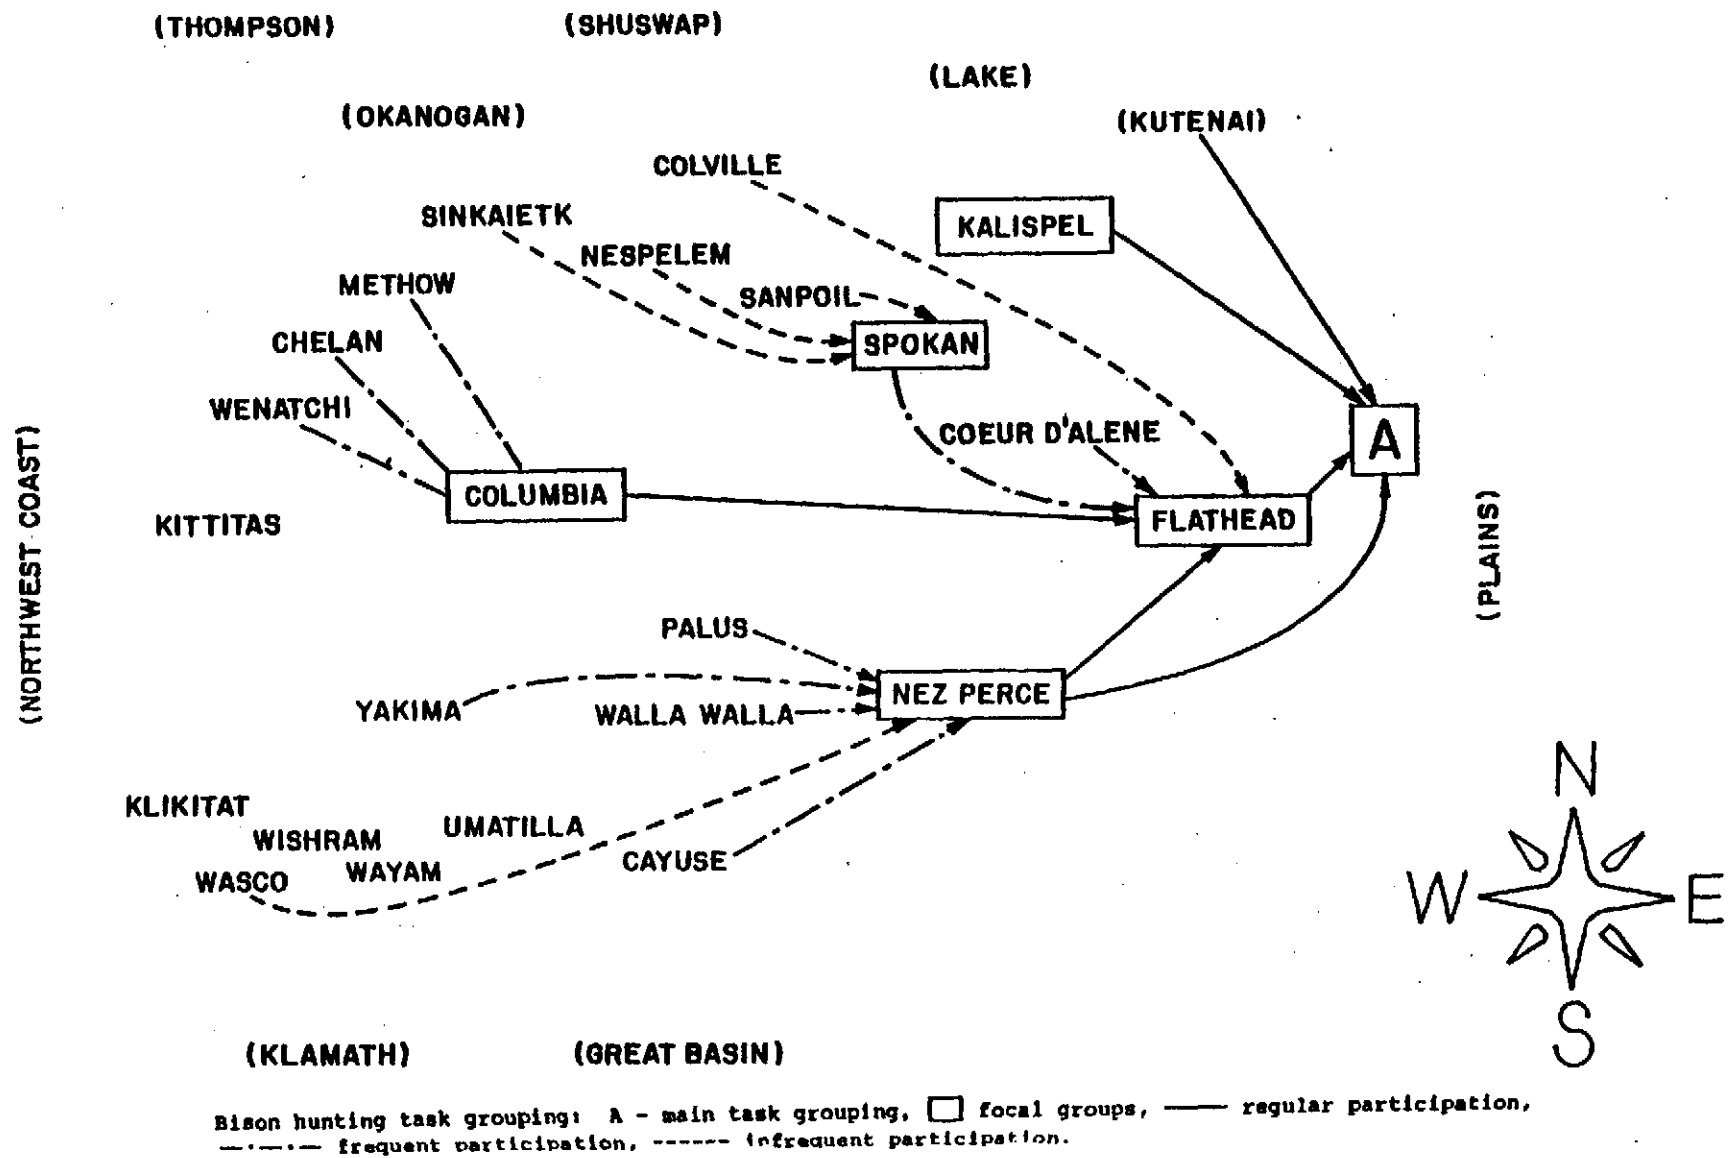 (THOMPSON)
(SHUSWAP)
(LAKE)
(OKANOGAN)
(KUTENAI)
COLVILLE
SINKAIETK
KALISPEL
NESPELEM
METHOW
SANPOIL
CHELAN
SPOKAN
WENATCHI
COEUR D'ALENE
A
COLUMBIA
FLATHEAD
KITTITAS
(NORTHWEST COAST)
(PLAINS)
PALUS
NEZ PERCE
YAKIMA
WALLA WALLA
KLIKITAT
UMATILLA
WISHRAM
CAYUSE
WAYAM
WASCO
N
W
E
S
(KLAMATH)
(GREAT BASIN)
Bison hunting task grouping: A - main task grouping, focal groups, regular participation,
frequent participation, infrequent participation.